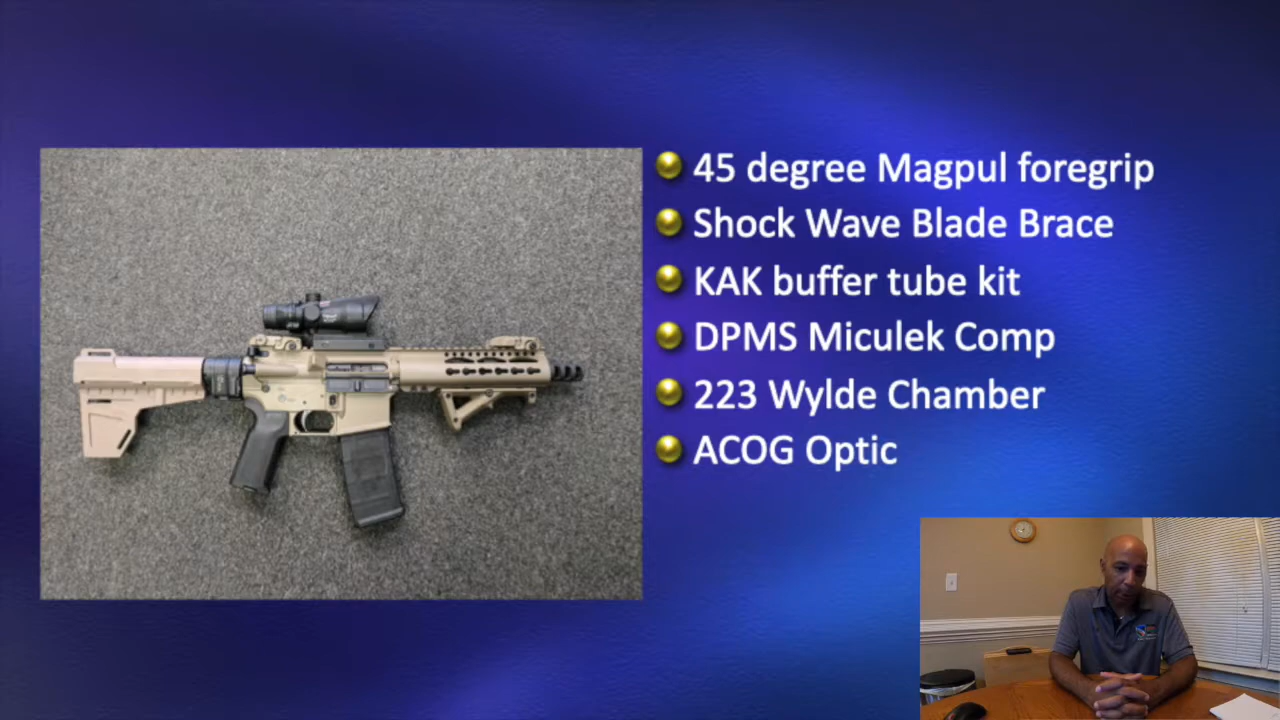 45 degree Magpul foregrip
Shock Wave Blade Brace
KAK buffer tube kit
DPMS Miculek Comp
223 Wylde Chamber
ACOG Optic